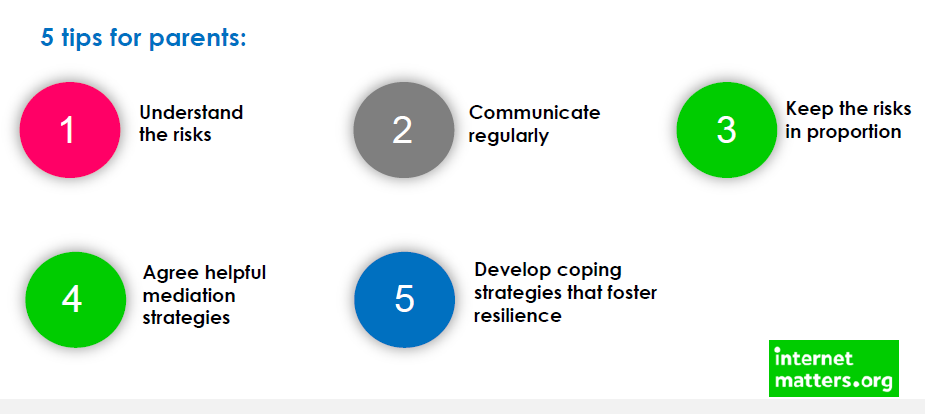 5 tips for parents:
1
Understand
the risks
2
Communicate
regularly
3
Keep the risks
in proportion
4
Agree helpful
mediation
strategies
5
Develop coping
strategies that foster
resilience
internet
matters.org